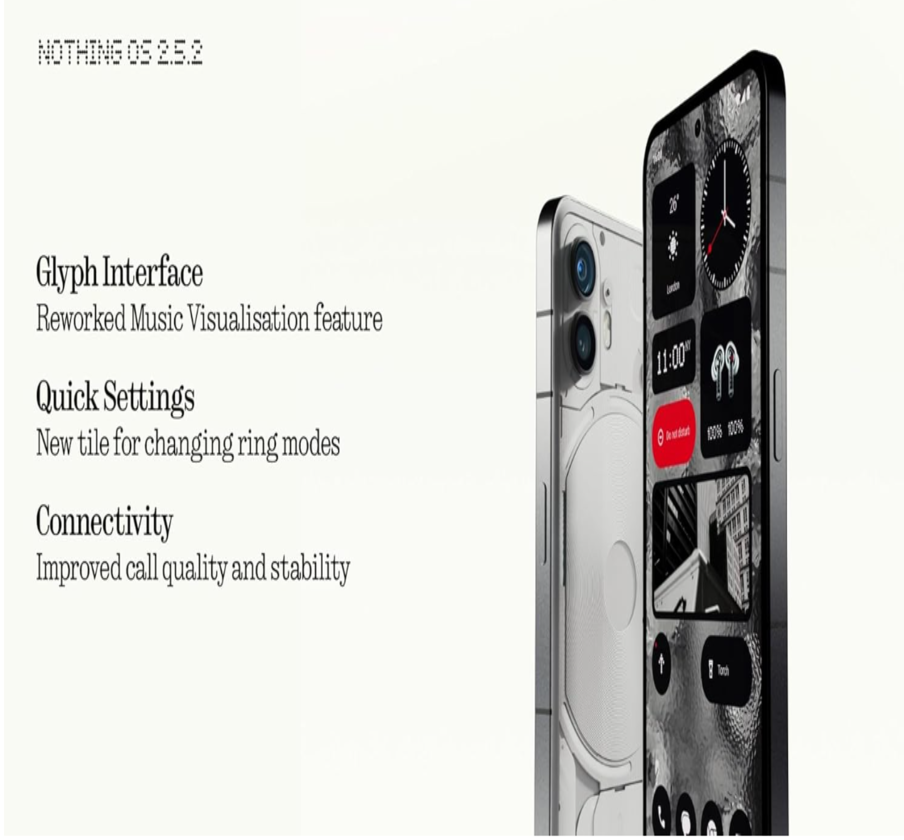 NOTHING OS 2.5.2
Glyph Interface
Reworked Music Visualisation feature
Quick Settings
New tile for changing ring modes
Connectivity
Improved call quality and stability
26°
London
11:00
Do not disturb
100% 100%
Torch